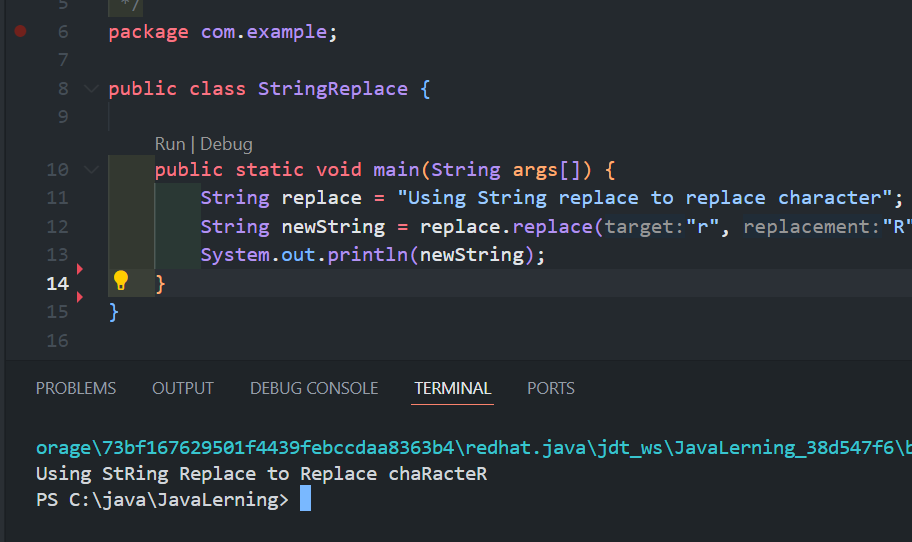 5 */
6 package com.example;
7
8 public class StringReplace {
9
Run | Debug
10 public static void main(String args[]) {
11 String replace = "Using String replace to replace character";
12 String newString = replace.replace(target:"r", replacement:"R"
13 System.out.println(newString);
14 }
15 }
16
PROBLEMS OUTPUT DEBUG CONSOLE TERMINAL PORTS
orage\73bf167629501f4439febccdaa8363b4\redhat.java\jdt_ws\JavaLerning_38d547f6\b
Using StRing Replace to Replace chaRacteR
PS C:\java\JavaLerning>